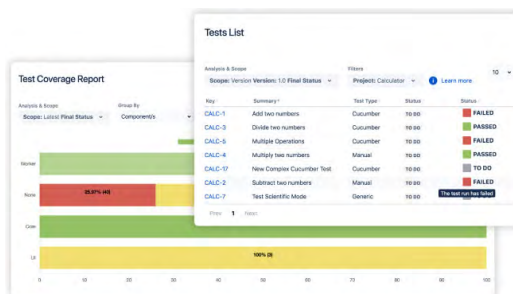 Tests List
Analysis & Scope
Filters
Scope: Version Version: 1.0 Final Status
Project: Calculator
Learn more
10
Key
Summary
Test Type
Status
Status
CALC-1 Add two numbers Cucumber TO DO FAILED
CALC-3 Divide two numbers Cucumber TO DO PASSED
CALC-5 Multiple Operations Cucumber TO DO FAILED
CALC-4 Multiply two numbers Manual TO DO PASSED
CALC-17 New Complex Cucumber Test Cucumber TO DO TO DO
CALC-2 Subtract two numbers Manual TO DO FAILED
CALC-7 Test Scientific Mode Generic TO DO
The test run has failed
Prev 1 Next
Test Coverage Report
Analysis & Scope
Group By
Scope: Latest Final Status
Component/s
None
Core
UI
100% (3)
0 10 20 30 40 50 60 70 80 90 100